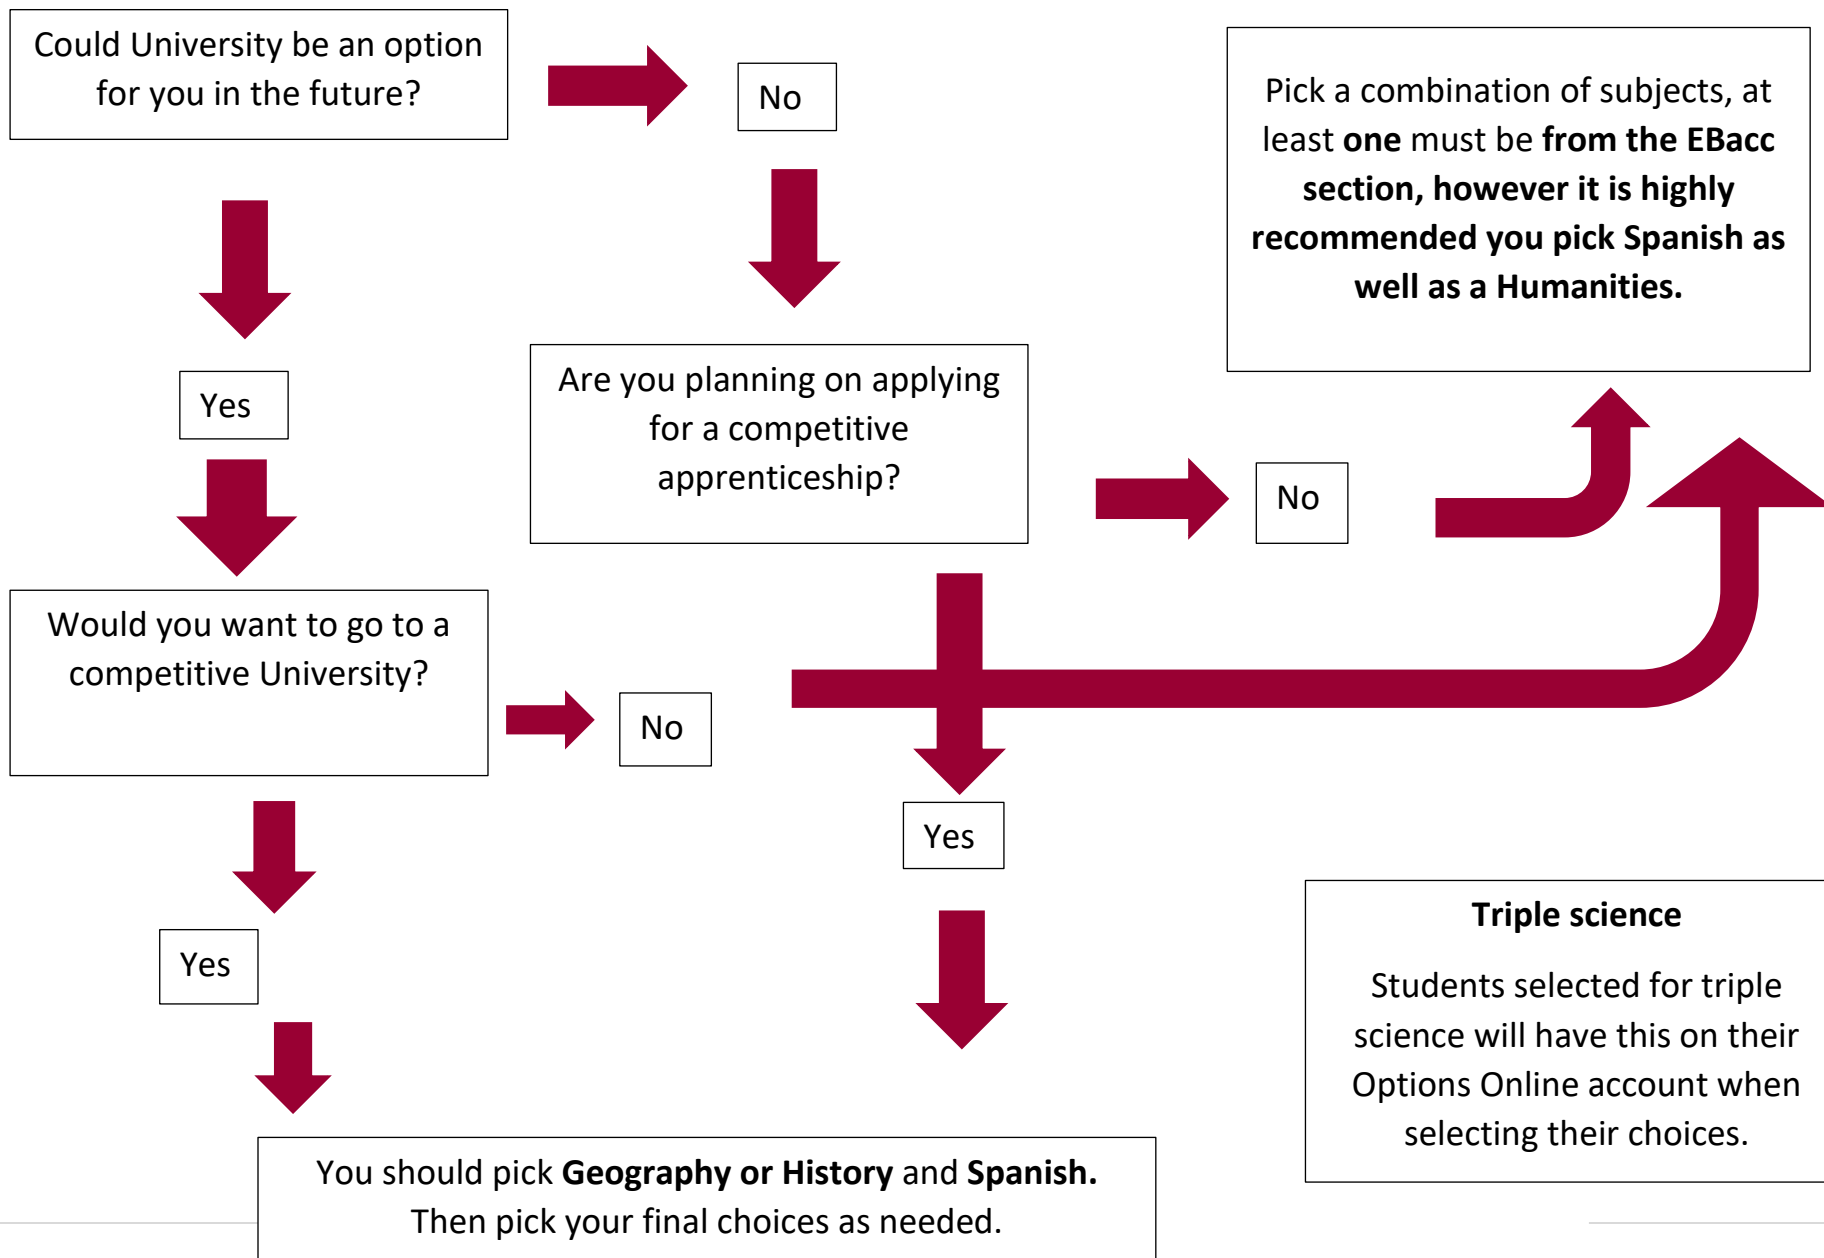 Could University be an option
for you in the future?
No
Pick a combination of subjects, at
least one must be from the EBacc
section, however it is highly
recommended you pick Spanish as
well as a Humanities.
Yes
Are you planning on applying
for a competitive
apprenticeship?
No
Would you want to go to a
competitive University?
No
Yes
Yes
Triple science
Students selected for triple
science will have this on their
Options Online account when
selecting their choices.
You should pick Geography or History and Spanish.
Then pick your final choices as needed.